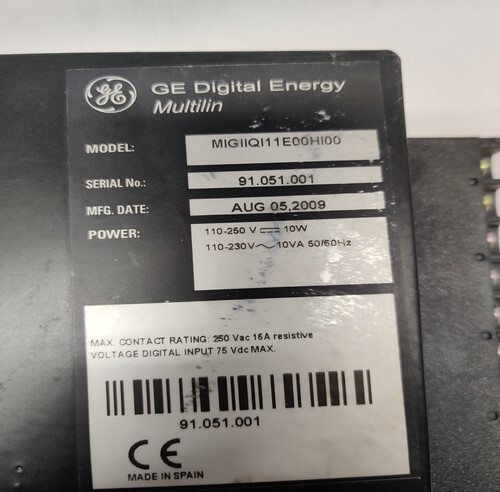 GE Digital Energy
Multilin
MODEL: MIGIIQI11E00HI00
SERIAL No.: 91.051.001
MFG. DATE: AUG 05,2009
POWER: 110-250 V⎓ 10W
110-230V∼ 10VA 50/60Hz
MAX. CONTACT RATING: 250 Vac 16A resistive
VOLTAGE DIGITAL INPUT 75 Vdc MAX.
91.051.001
CE
MADE IN SPAIN